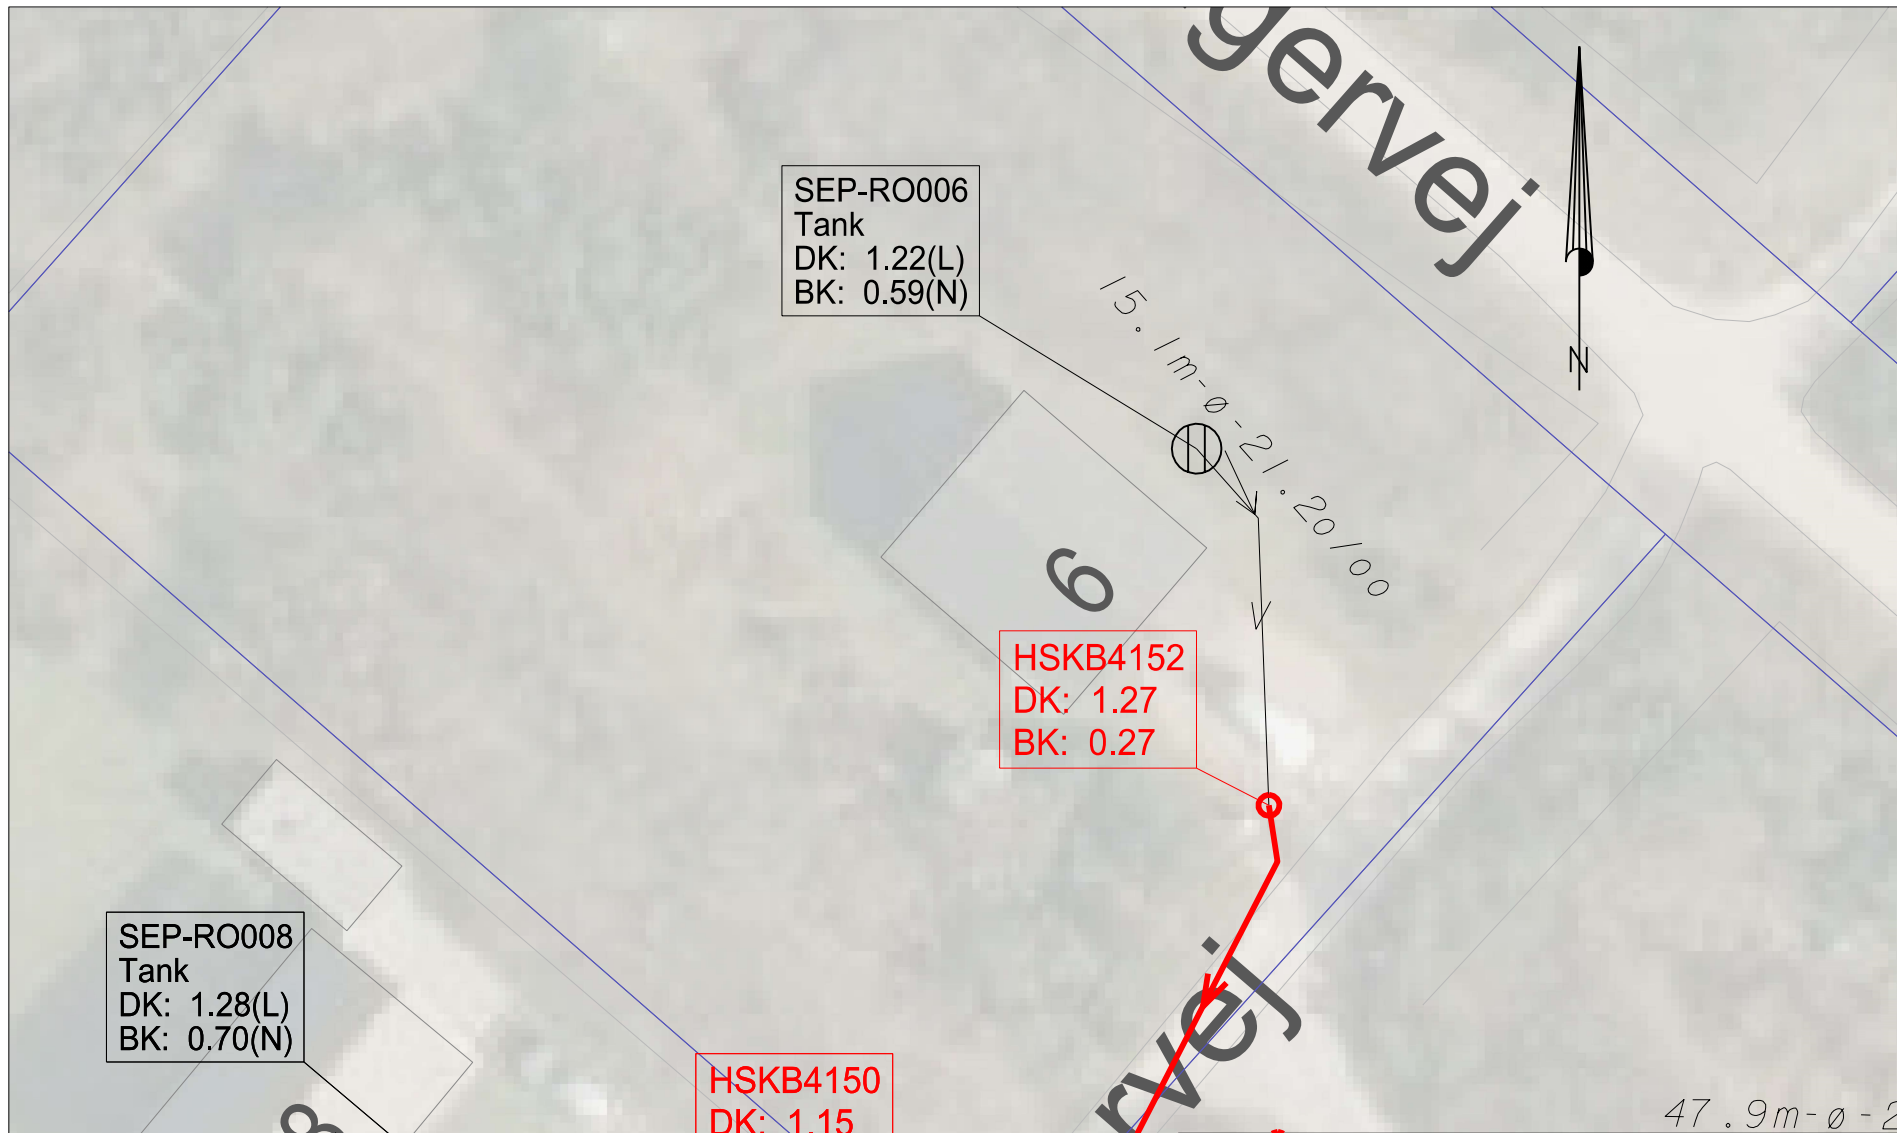 gervej
SEP-RO006
Tank
DK: 1.22(L)
BK: 0.59(N)
15.1m-ø-21.20/00
N
6
HSKB4152
DK: 1.27
BK: 0.27
SEP-RO008
Tank
DK: 1.28(L)
BK: 0.70(N)
8
HSKB4150
DK: 1.15
rvej
47.9m-ø-2